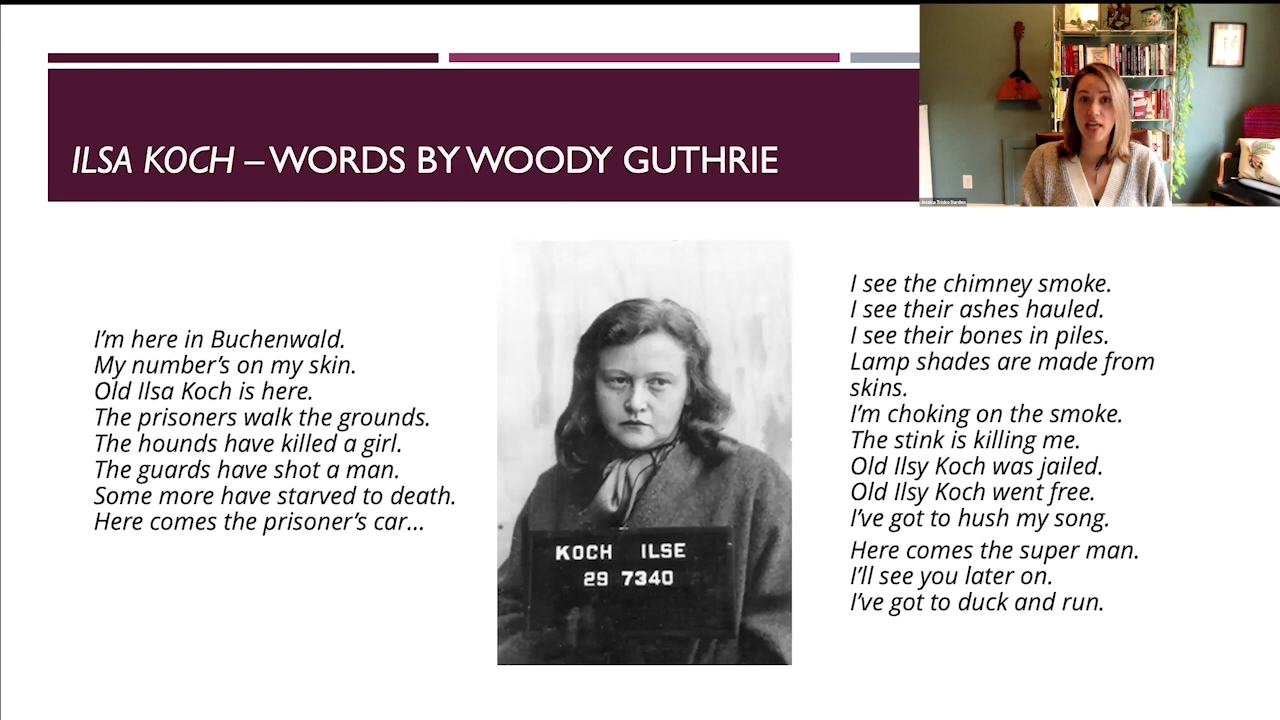 ILSA KOCH – WORDS BY WOODY GUTHRIE
Jessica Trisko Darden
I'm here in Buchenwald.
My number's on my skin.
Old Ilsa Koch is here.
The prisoners walk the grounds.
The hounds have killed a girl.
The guards have shot a man.
Some more have starved to death.
Here comes the prisoner's car…
KOCH ILSE
29 7340
I see the chimney smoke.
I see their ashes hauled.
I see their bones in piles.
Lamp shades are made from
skins.
I'm choking on the smoke.
The stink is killing me.
Old Ilsy Koch was jailed.
Old Ilsy Koch went free.
I've got to hush my song.
Here comes the super man.
I'll see you later on.
I've got to duck and run.